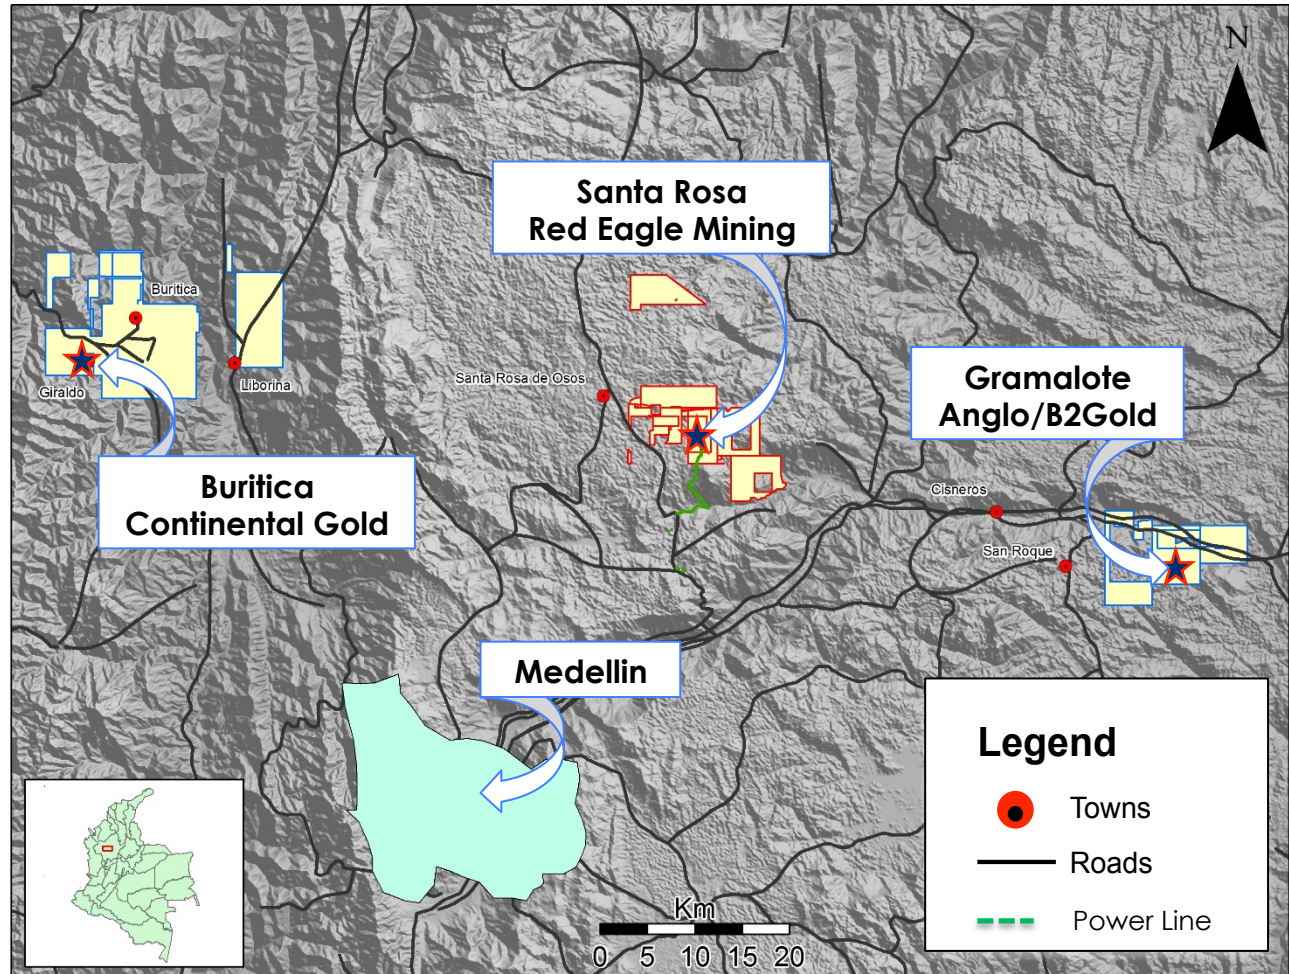 N
Santa Rosa
Red Eagle Mining
Buritica
Giraldo
Liborina
Santa Rosa de Osos
Gramalote
Anglo/B2Gold
Buritica
Continental Gold
Cisneros
San Roque
Medellin
Legend
Towns
Roads
Power Line
Km
0 5 10 15 20